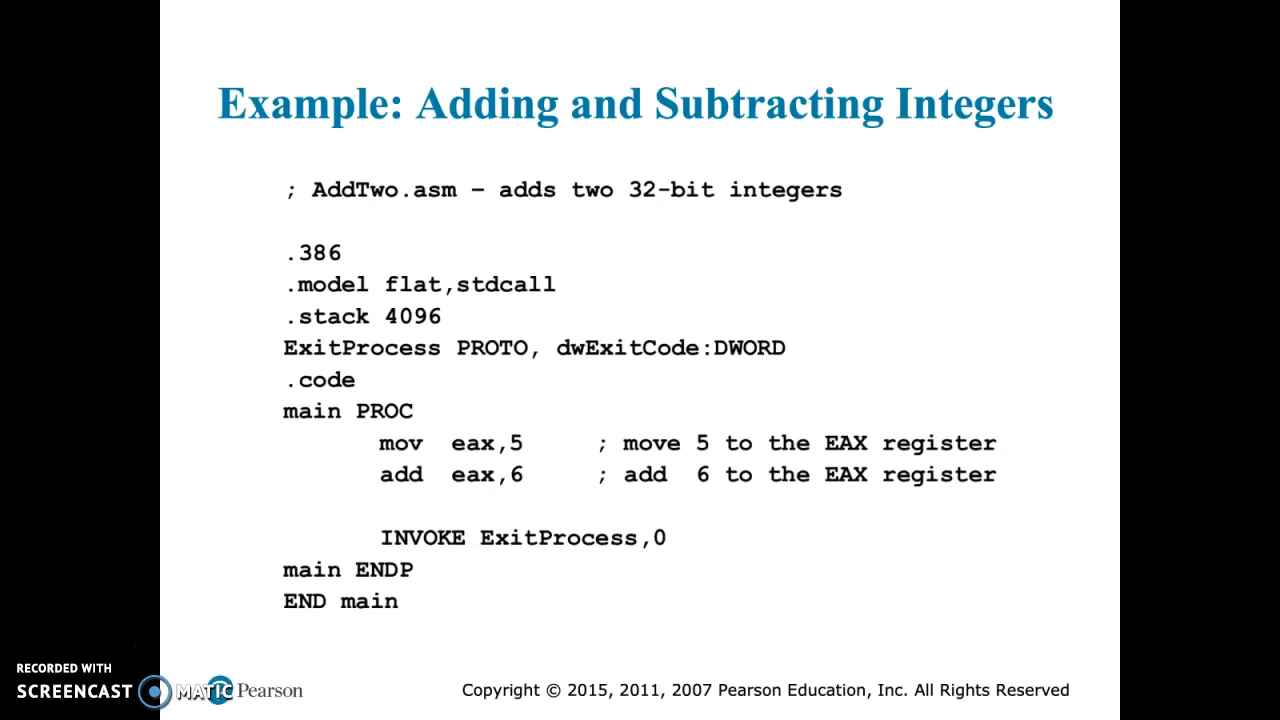 Example: Adding and Subtracting Integers
; AddTwo.asm – adds two 32-bit integers
.386
.model flat,stdcall
.stack 4096
ExitProcess PROTO, dwExitCode:DWORD
.code
main PROC
mov eax,5 ; move 5 to the EAX register
add eax,6 ; add 6 to the EAX register
INVOKE ExitProcess,0
main ENDP
END main
RECORDED WITH
SCREENCAST MATIC
Pearson
Copyright © 2015, 2011, 2007 Pearson Education, Inc. All Rights Reserved